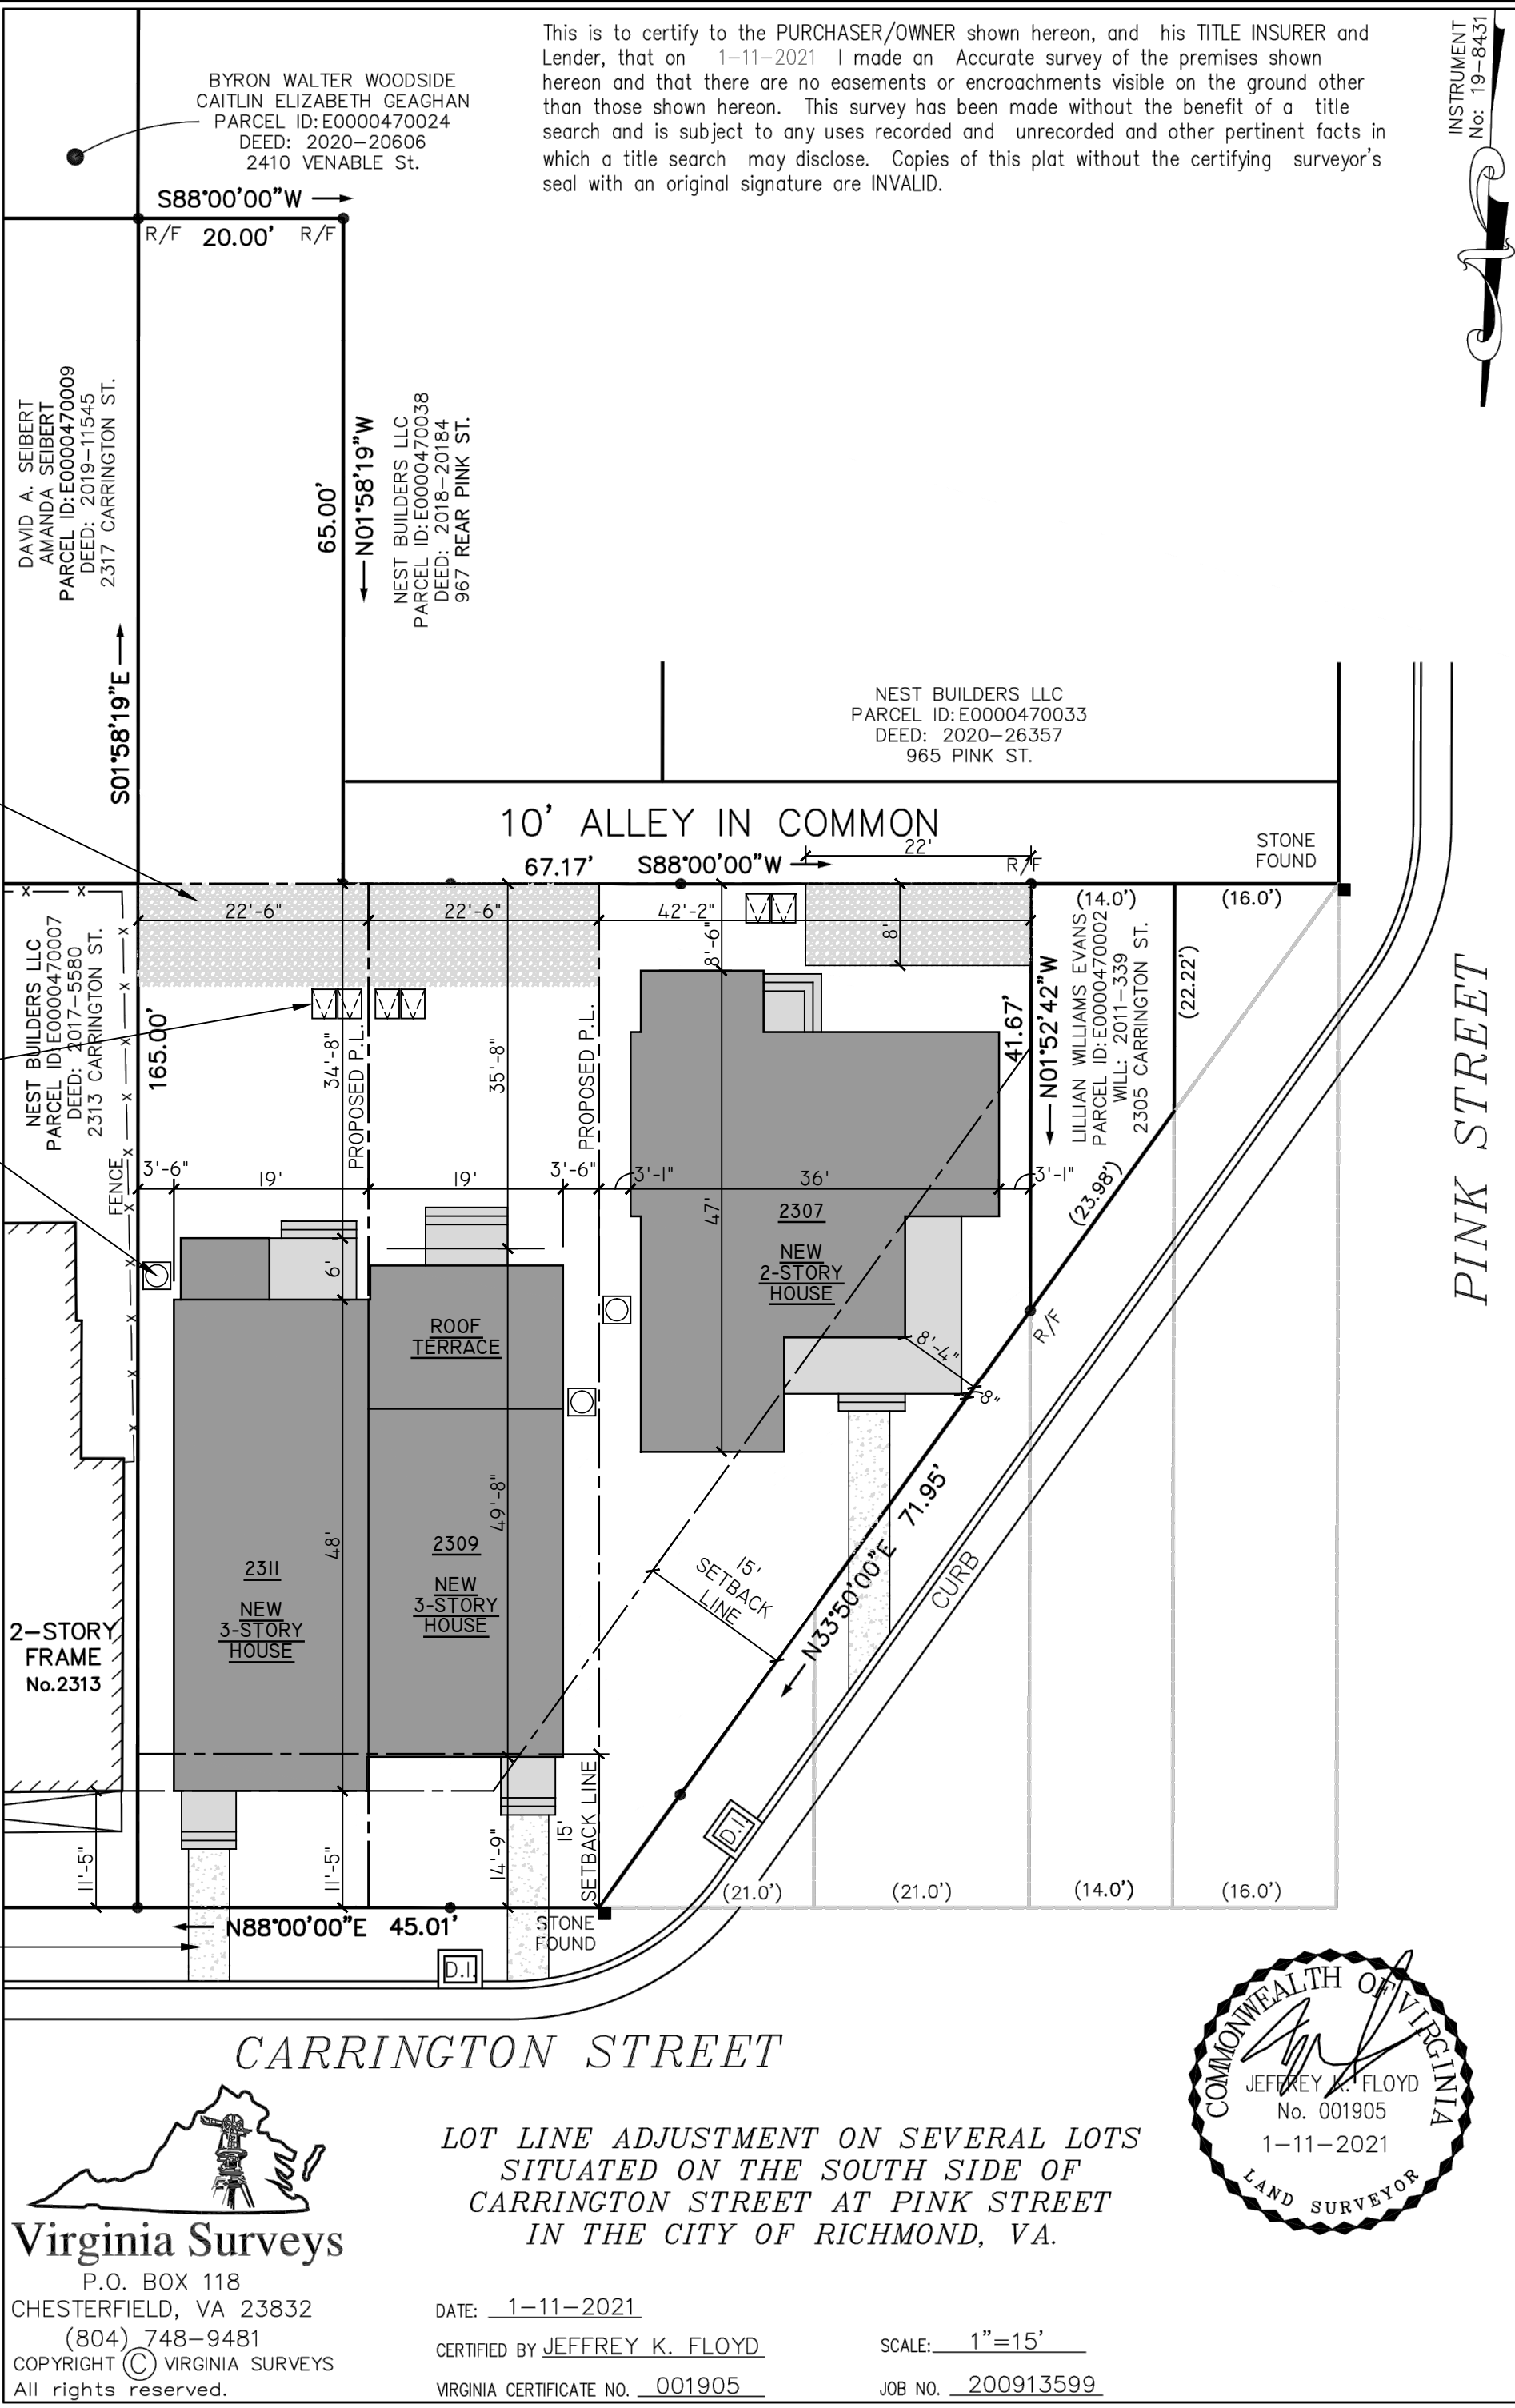 This is to certify to the PURCHASER/OWNER shown hereon, and his TITLE INSURER and
Lender, that on 1-11-2021 I made an Accurate survey of the premises shown
hereon and that there are no easements or encroachments visible on the ground other
than those shown hereon. This survey has been made without the benefit of a title
search and is subject to any uses recorded and unrecorded and other pertinent facts in
which a title search may disclose. Copies of this plat without the certifying surveyor's
seal with an original signature are INVALID.
INSTRUMENT
No: 19-8431
BYRON WALTER WOODSIDE
CAITLIN ELIZABETH GEAGHAN
PARCEL ID:E0000470024
DEED: 2020-20606
2410 VENABLE St.
S88°00'00"W
R/F 20.00' R/F
DAVID A. SEIBERT
AMANDA SEIBERT
PARCEL ID:E0000470009
DEED: 2019-11545
2317 CARRINGTON ST.
S01°58'19"E
65.00'
N01°58'19"W
NEST BUILDERS LLC
PARCEL ID:E0000470038
DEED: 2018-20184
967 REAR PINK ST.
NEST BUILDERS LLC
PARCEL ID:E0000470033
DEED: 2020-26357
965 PINK ST.
10' ALLEY IN COMMON
STONE
FOUND
67.17' S88°00'00"W
22'
R/F
22'-6"
22'-6"
42'-2"
8'-6"
8'
(14.0')
(16.0')
NEST BUILDERS LLC
PARCEL ID:E0000470007
DEED: 2017-5580
2313 CARRINGTON ST.
FENCE
x
x
x
x
x
x
x
x
x
x
x
165.00'
34'-8"
PROPOSED P.L.
35'-8"
PROPOSED P.L.
41.67'
N01°52'42"W
LILLIAN WILLIAMS EVANS
PARCEL ID:E0000470002
WILL: 2011-339
2305 CARRINGTON ST.
(22.22')
(23.98')
PINK STREET
3'-6"
19'
19'
3'-6"
3'-1"
36'
3'-1"
47'
2307
NEW
2-STORY
HOUSE
6'
ROOF
TERRACE
R/F
8'-4"
8"
48'
49'-8"
2311
NEW
3-STORY
HOUSE
2309
NEW
3-STORY
HOUSE
15'
SETBACK
LINE
N33°50'00"E 71.95'
CURB
2-STORY
FRAME
No.2313
11'-5"
11'-5"
14'-9"
15'
SETBACK LINE
D.I.
(21.0')
(21.0')
(14.0')
(16.0')
N88°00'00"E 45.01'
STONE
FOUND
D.I.
CARRINGTON STREET
COMMONWEALTH OF VIRGINIA
JEFFREY K. FLOYD
No. 001905
1-11-2021
LAND SURVEYOR
LOT LINE ADJUSTMENT ON SEVERAL LOTS
SITUATED ON THE SOUTH SIDE OF
CARRINGTON STREET AT PINK STREET
IN THE CITY OF RICHMOND, VA.
Virginia Surveys
P.O. BOX 118
CHESTERFIELD, VA 23832
(804) 748-9481
COPYRIGHT © VIRGINIA SURVEYS
All rights reserved.
DATE: 1-11-2021
CERTIFIED BY JEFFREY K. FLOYD
VIRGINIA CERTIFICATE NO. 001905
SCALE: 1"=15'
JOB NO. 200913599